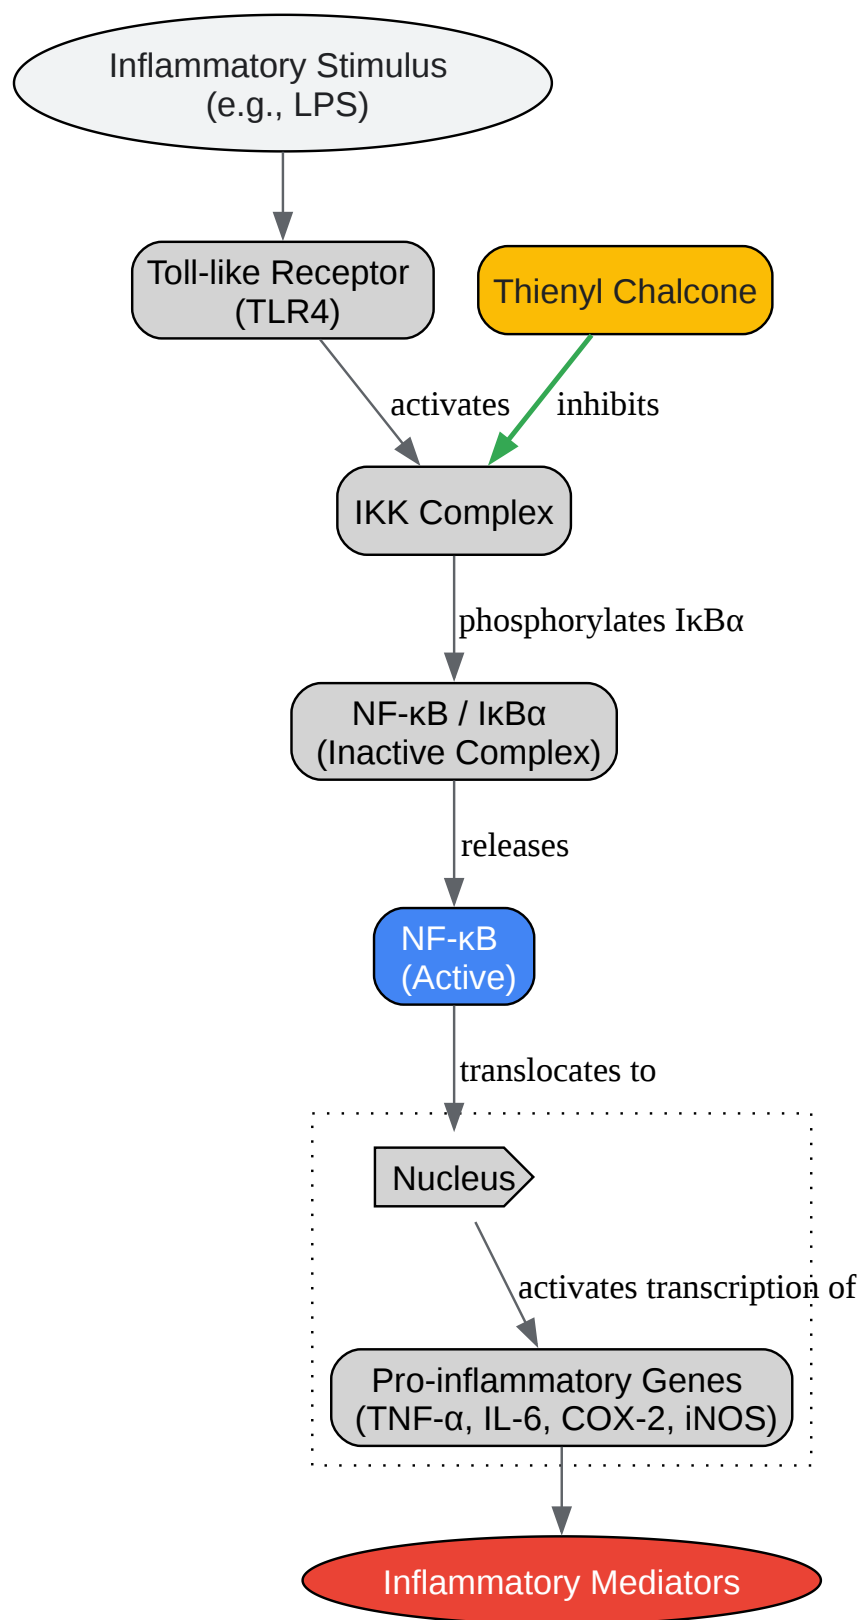 Inflammatory Stimulus
(e.g., LPS)
Toll-like Receptor
(TLR4)
Thienyl Chalcone
activates
inhibits
IKK Complex
phosphorylates IκBα
NF-κB / IκBα
(Inactive Complex)
releases
NF-κB
(Active)
translocates to
Nucleus
activates transcription of
Pro-inflammatory Genes
(TNF-α, IL-6, COX-2, iNOS)
Inflammatory Mediators